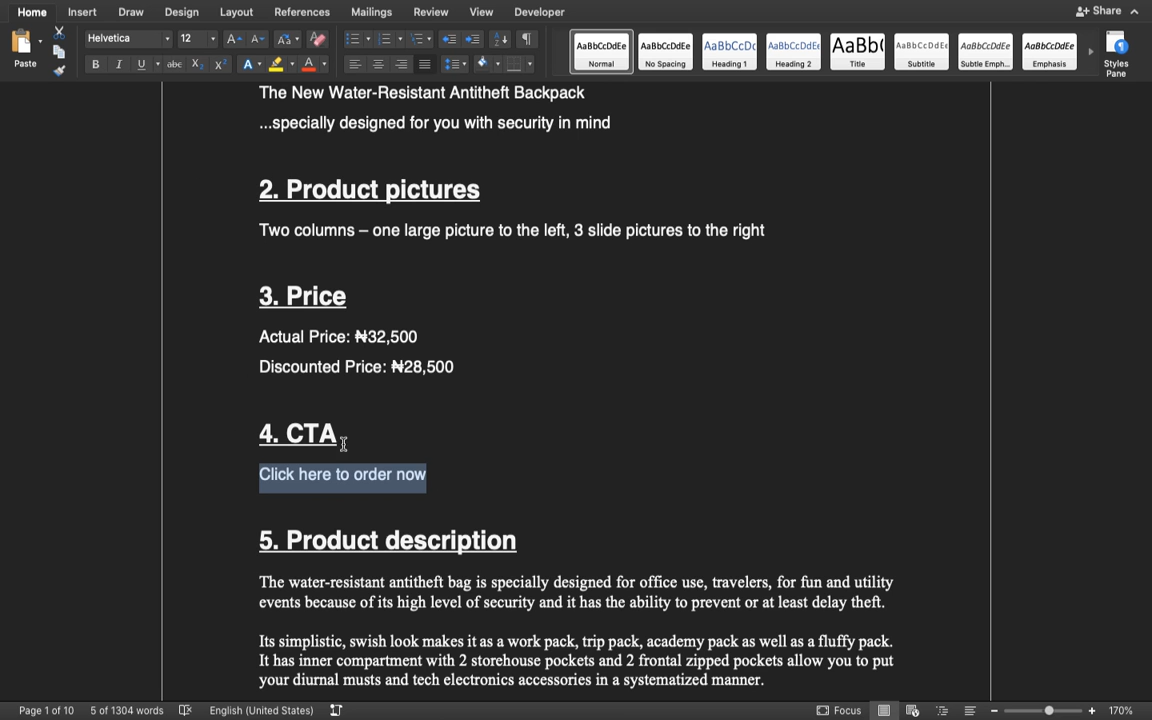 Home Insert Draw Design Layout References Mailings Review View Developer Share
Paste Helvetica 12 AaBbCcDdEe AaBbCcDdEe AaBbCcDc AaBbCcDdEe AaBb( AaBbCcDdEe AaBbCcDdEe AaBbCcDdEe
B I U abc X₂ X² A A Normal No Spacing Heading 1 Heading 2 Title Subtitle Subtle Emph... Emphasis Styles Pane
The New Water-Resistant Antitheft Backpack
...specially designed for you with security in mind
2. Product pictures
Two columns – one large picture to the left, 3 slide pictures to the right
3. Price
Actual Price: ₦32,500
Discounted Price: ₦28,500
4. CTA
Click here to order now
5. Product description
The water-resistant antitheft bag is specially designed for office use, travelers, for fun and utility
events because of its high level of security and it has the ability to prevent or at least delay theft.
Its simplistic, swish look makes it as a work pack, trip pack, academy pack as well as a fluffy pack.
It has inner compartment with 2 storehouse pockets and 2 frontal zipped pockets allow you to put
your diurnal musts and tech electronics accessories in a systematized manner.
Page 1 of 10 5 of 1304 words English (United States) Focus 170%